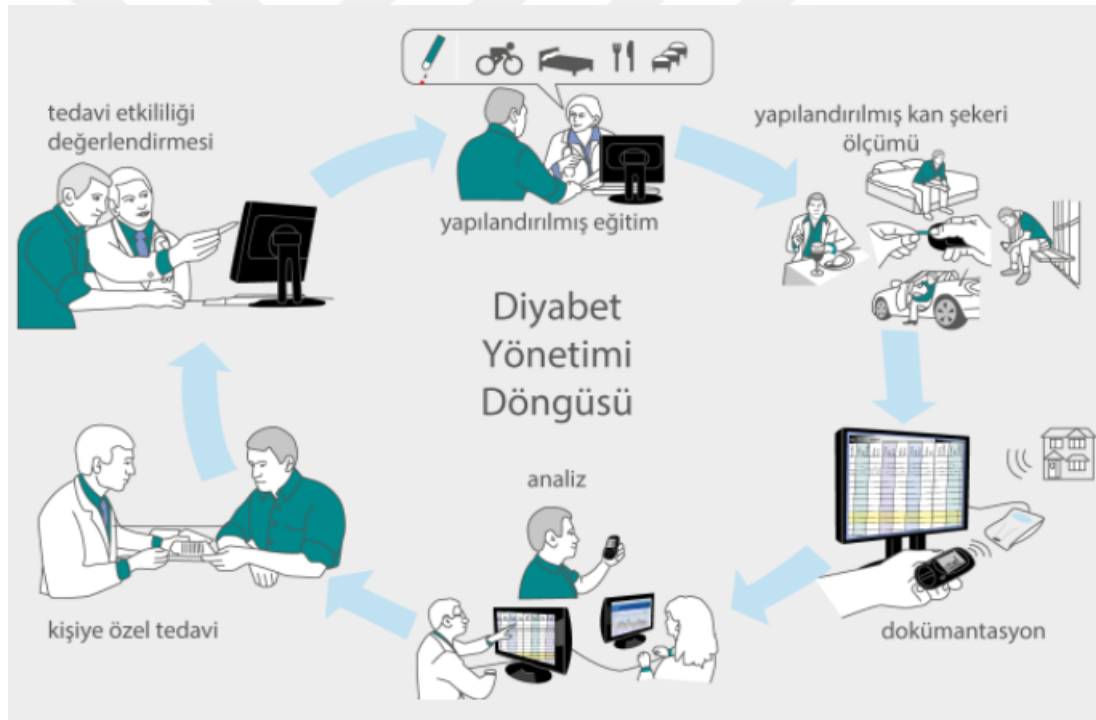 tedavi etkililiği
değerlendirmesi
yapılandırılmış eğitim
yapılandırılmış kan şekeri
ölçümü
Diyabet
Yönetimi
Döngüsü
dokümantasyon
analiz
kişiye özel tedavi